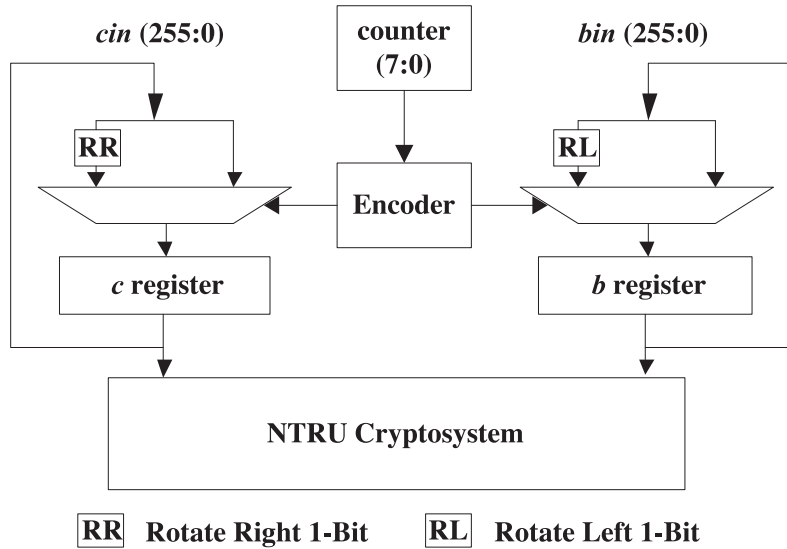 cin (255:0)
counter
(7:0)
bin (255:0)
RR
RL
Encoder
c register
b register
NTRU Cryptosystem
RR Rotate Right 1-Bit
RL Rotate Left 1-Bit